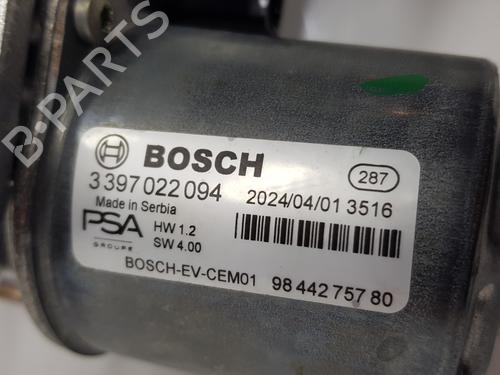 B-PARTS
BOSCH
287
3 397 022 094
2024/04/01 3516
Made in Serbia
PSA
GROUPE
HW 1.2
SW 4.00
BOSCH-EV-CEM01
98 442 757 80